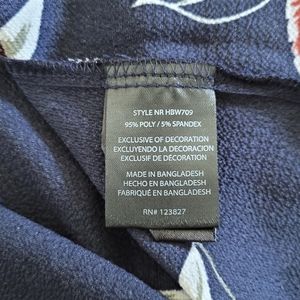 STYLE NR HBW709
95% POLY / 5% SPANDEX
EXCLUSIVE OF DECORATION
EXCLUYENDO LA DECORACION
EXCLUSIF DE DÉCORATION
MADE IN BANGLADESH
HECHO EN BANGLADESH
FABRIQUÉ EN BANGLADESH
RN# 123827